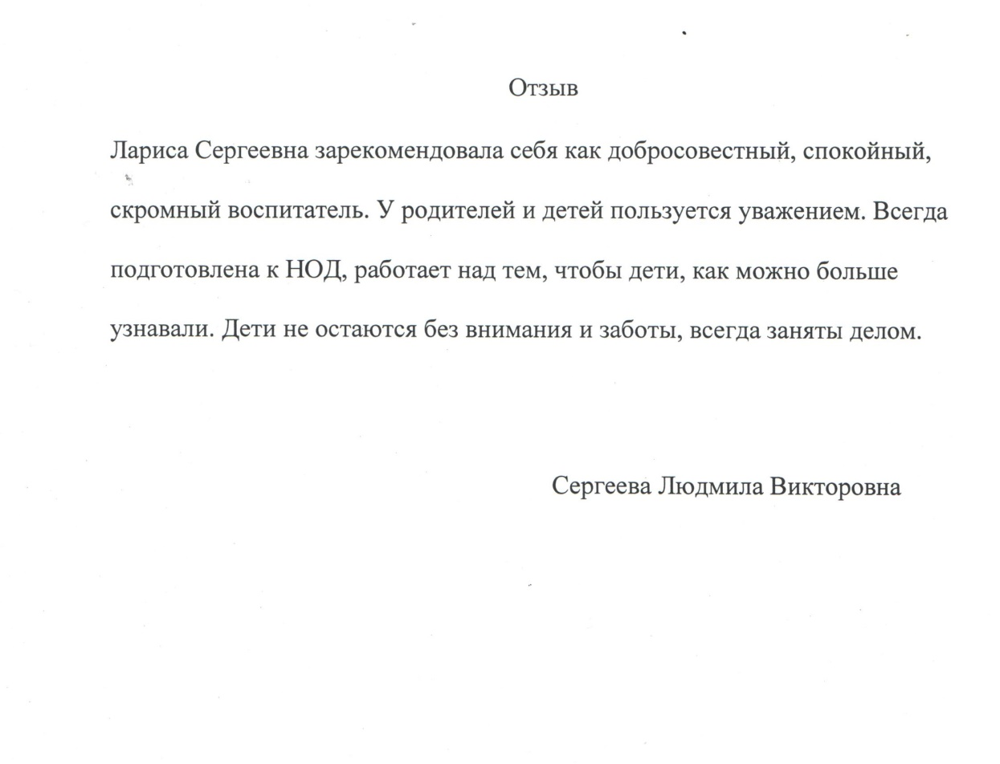 Отзыв
Лариса Сергеевна зарекомендовала себя как добросовестный, спокойный,
скромный воспитатель. У родителей и детей пользуется уважением. Всегда
подготовлена к НОД, работает над тем, чтобы дети, как можно больше
узнавали. Дети не остаются без внимания и заботы, всегда заняты делом.
Сергеева Людмила Викторовна